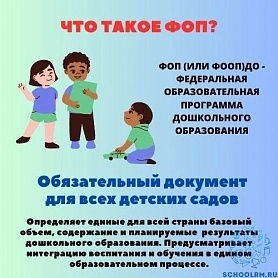 ЧТО ТАКОЕ ФОП?
ФОП (ИЛИ ФООП)ДО -
ФЕДЕРАЛЬНАЯ
ОБРАЗОВАТЕЛЬНАЯ
ПРОГРАММА
ДОШКОЛЬНОГО
ОБРАЗОВАНИЯ
Обязательный документ
для всех детских садов
Определяет единые для всей страны базовый
объем, содержание и планируемые результаты
дошкольного образования. Предусматривает
интеграцию воспитания и обучения в едином
образовательном процессе.
SCHOOLRM.RU